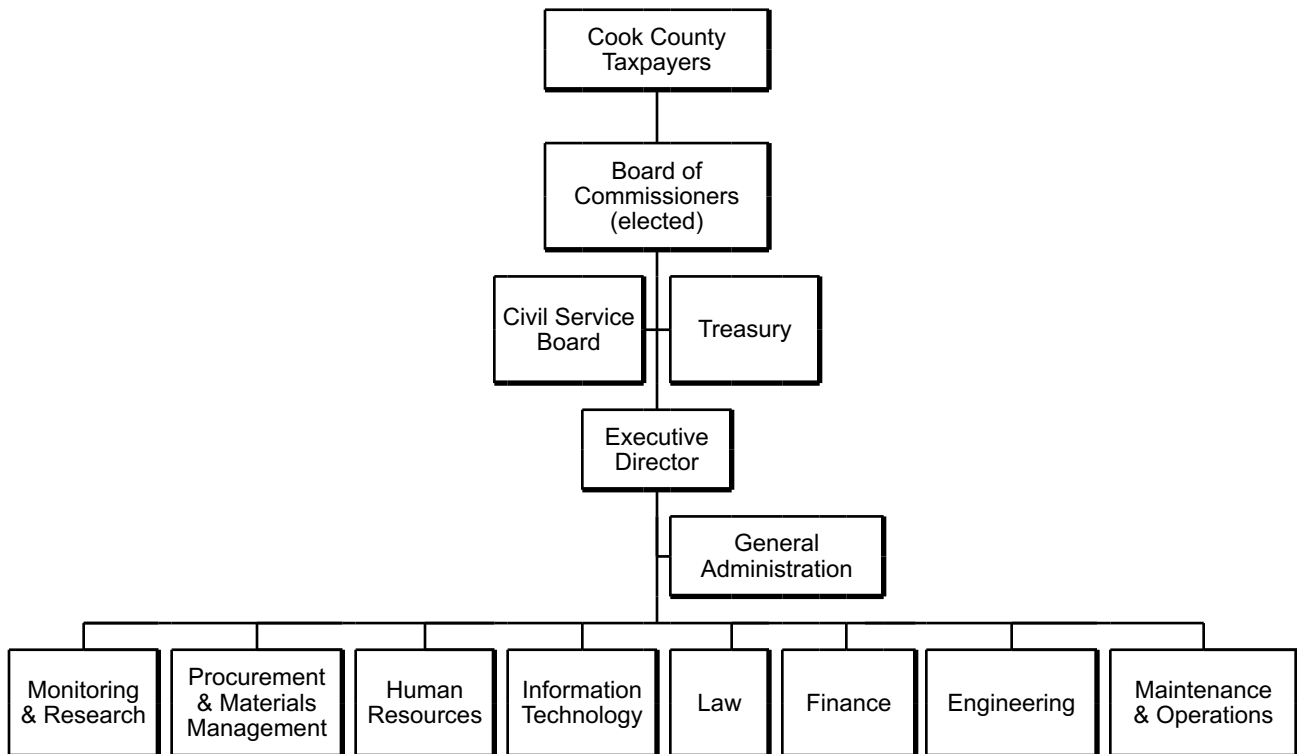 Cook County
Taxpayers
Board of
Commissioners
(elected)
Civil Service
Board
Treasury
Executive
Director
General
Administration
Monitoring
& Research
Procurement
& Materials
Management
Human
Resources
Information
Technology
Law
Finance
Engineering
Maintenance
& Operations